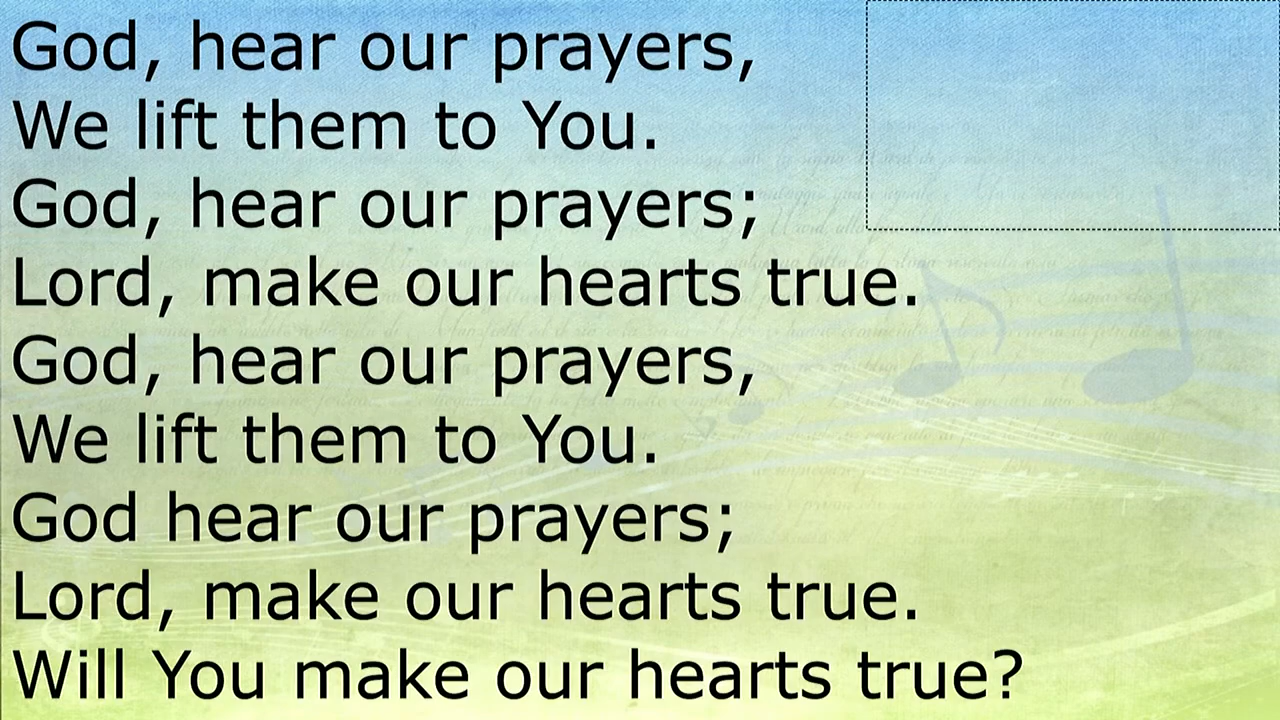 God, hear our prayers,
We lift them to You.
God, hear our prayers;
Lord, make our hearts true.
God, hear our prayers,
We lift them to You.
God hear our prayers;
Lord, make our hearts true.
Will You make our hearts true?